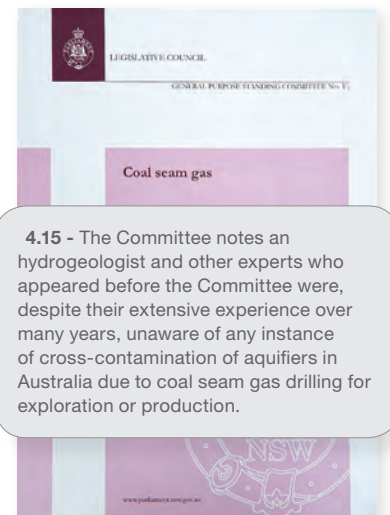 PARLIAMENT
LEGISLATIVE COUNCIL
GENERAL PURPOSE STANDING COMMITTEE No. 5
Coal seam gas
4.15 - The Committee notes an
hydrogeologist and other experts who
appeared before the Committee were,
despite their extensive experience over
many years, unaware of any instance
of cross-contamination of aquifiers in
Australia due to coal seam gas drilling for
exploration or production.
NSW
www.parliament.nsw.gov.au